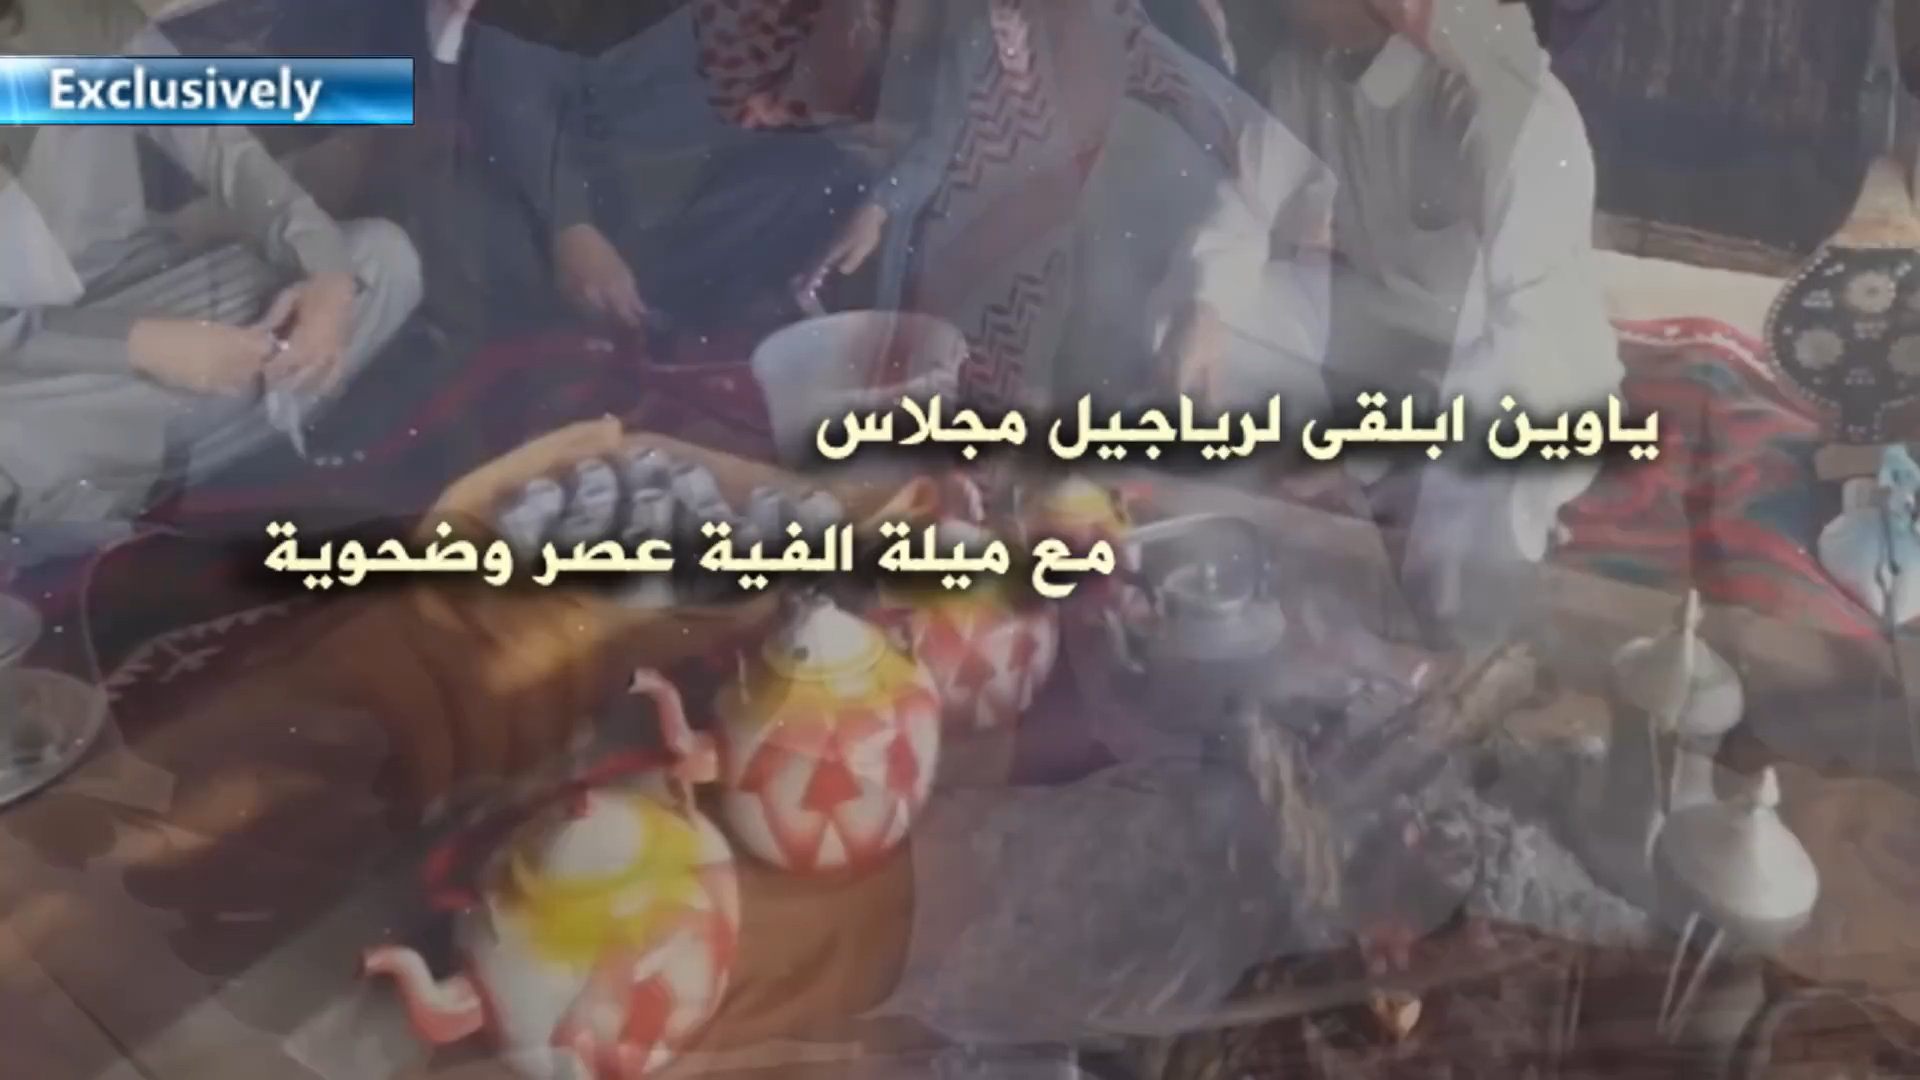 Exclusively
ياوين ابلقى لرياجيل مجلاس
مع ميلة الفية عصر وضحوية